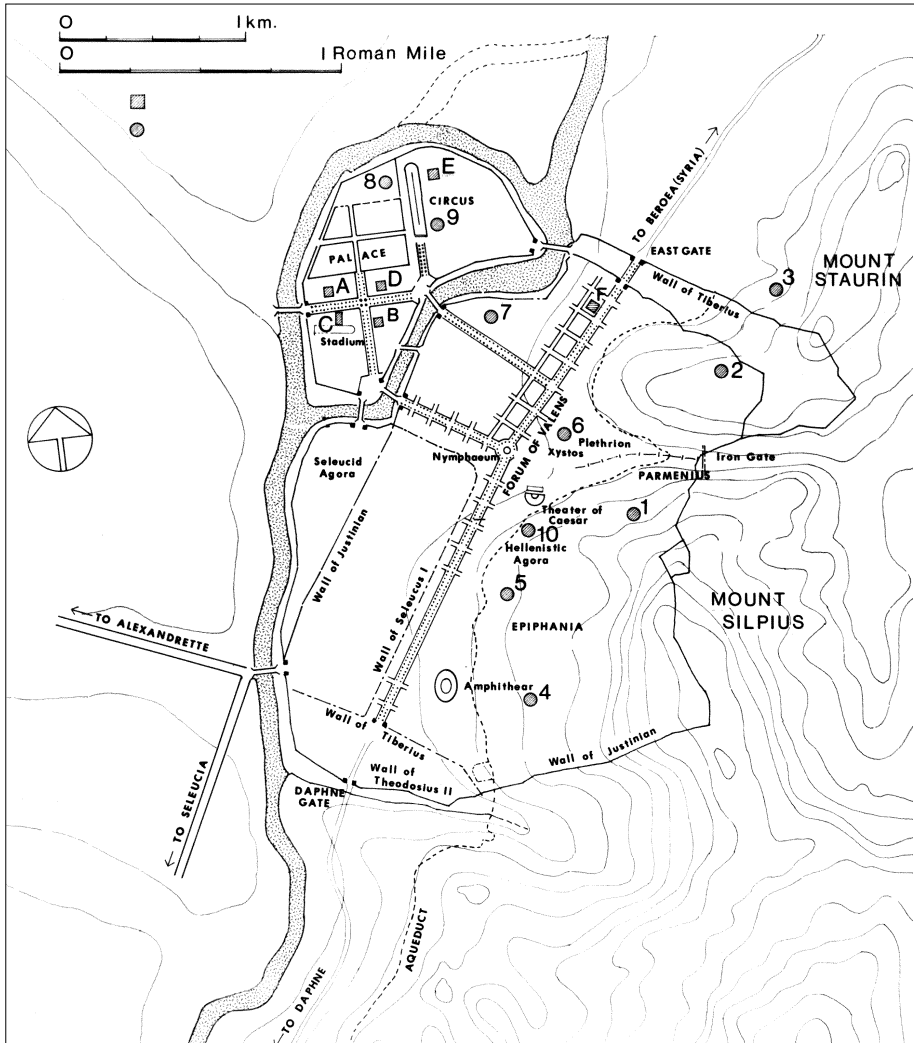 O 1 km.
O 1 Roman Mile
E
8
CIRCUS
9
TO BEROEA (SYRIA)
PALACE
EAST GATE
MOUNT
STAURIN
Wall of Tiberius
3
A
D
F
7
C
B
Stadium
2
FORUM OF VALENS
6
Plethrion
Xystos
Nymphaeum
Iron Gate
PARMENIUS
Seleucid
Agora
Theater of
Caesar
1
10
Hellenistic
Agora
Wall of Justinian
Wall of Seleucus I
5
MOUNT
SILPIUS
EPIPHANIA
TO ALEXANDRETTE
Amphithear
4
Wall of
Tiberius
Wall of Justinian
Wall of
Theodosius II
DAPHNE
GATE
TO SELEUCIA
AQUEDUCT
TO DAPHNE